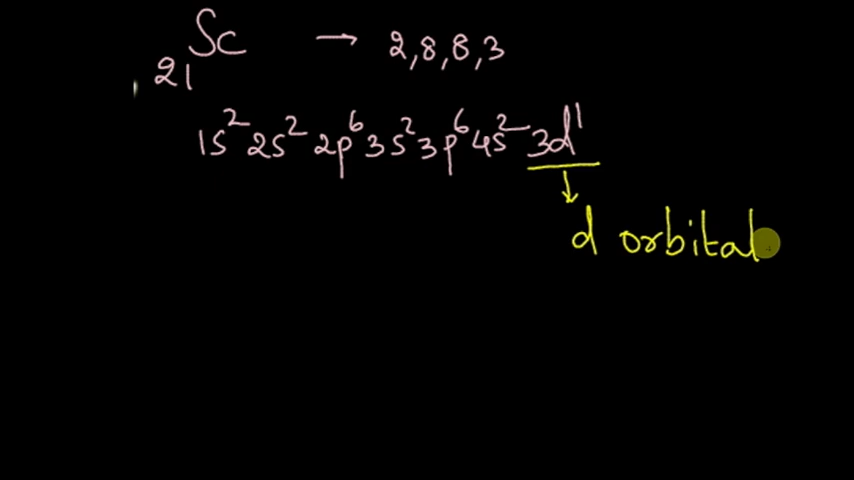 ₂₁Sc → 2,8,8,3
1s² 2s² 2p⁶ 3s² 3p⁶ 4s² 3d¹
d orbital